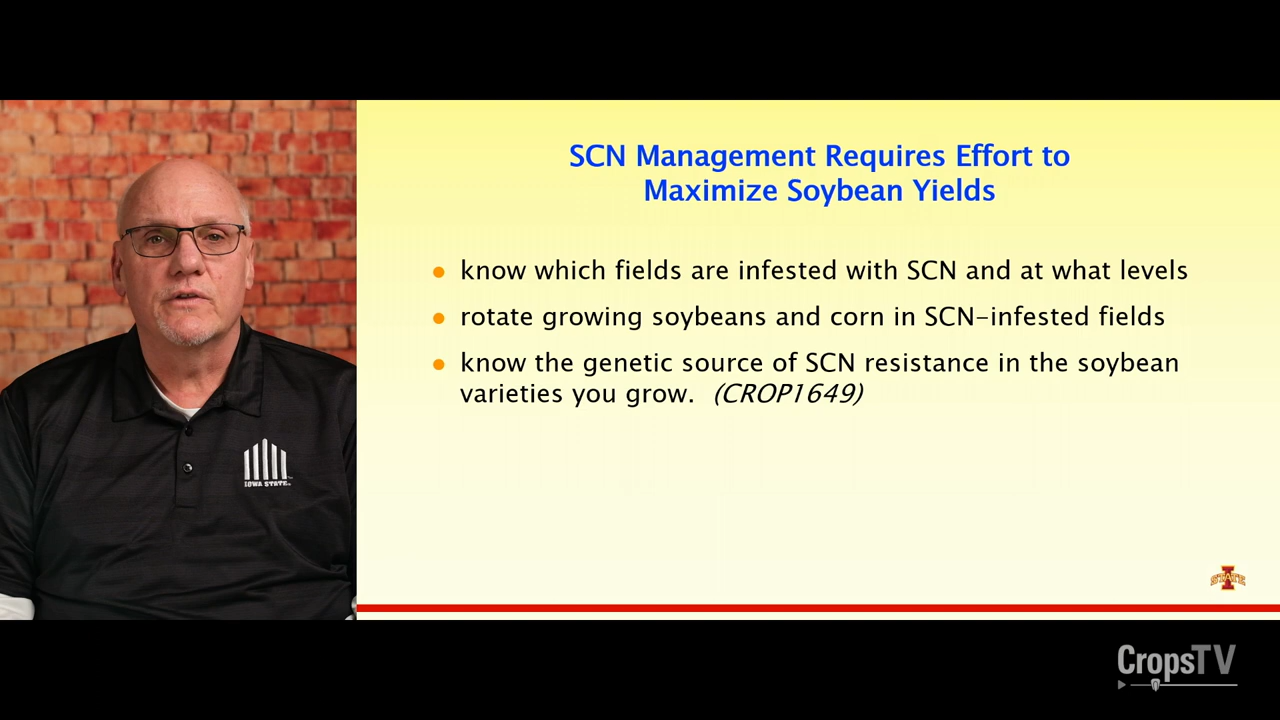 SCN Management Requires Effort to
Maximize Soybean Yields
• know which fields are infested with SCN and at what levels
• rotate growing soybeans and corn in SCN-infested fields
• know the genetic source of SCN resistance in the soybean
varieties you grow. (CROP1649)
IOWA STATE
STATE
CropsTV